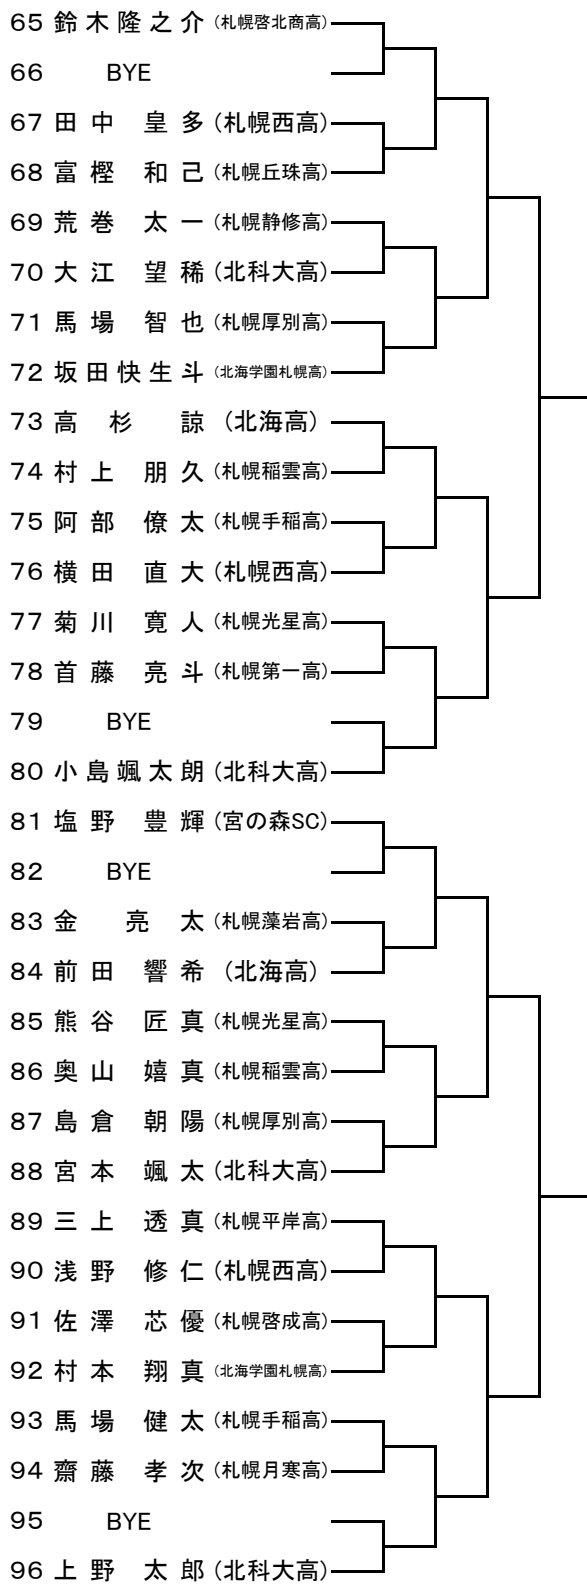 65 鈴木隆之介 (札幌啓北商高)
66 BYE
67 田中 皇多 (札幌西高)
68 富樫 和己 (札幌丘珠高)
69 荒巻 太一 (札幌静修高)
70 大江 望稀 (北科大高)
71 馬場 智也 (札幌厚別高)
72 坂田快生斗 (北海学園札幌高)
73 高杉 諒 (北海高)
74 村上 朋久 (札幌稲雲高)
75 阿部 僚太 (札幌手稲高)
76 横田 直大 (札幌西高)
77 菊川 寛人 (札幌光星高)
78 首藤 亮斗 (札幌第一高)
79 BYE
80 小島颯太朗 (北科大高)
81 塩野 豊輝 (宮の森SC)
82 BYE
83 金 亮太 (札幌藻岩高)
84 前田 響希 (北海高)
85 熊谷 匠真 (札幌光星高)
86 奥山 嬉真 (札幌稲雲高)
87 島倉 朝陽 (札幌厚別高)
88 宮本 颯太 (北科大高)
89 三上 透真 (札幌平岸高)
90 浅野 修仁 (札幌西高)
91 佐澤 芯優 (札幌啓成高)
92 村本 翔真 (北海学園札幌高)
93 馬場 健太 (札幌手稲高)
94 齋藤 孝次 (札幌月寒高)
95 BYE
96 上野 太郎 (北科大高)